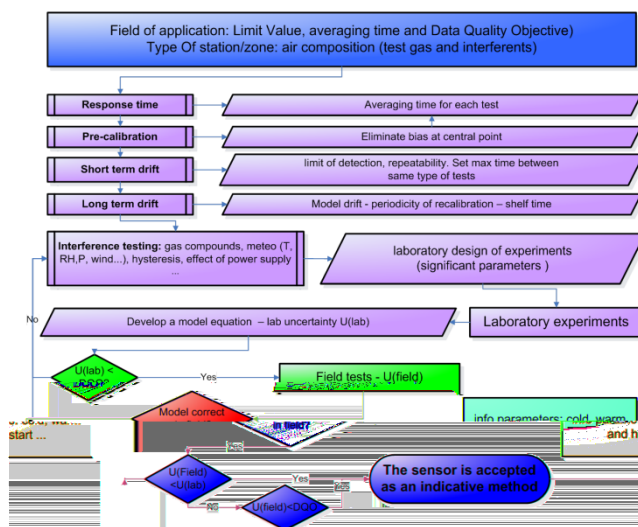 Field of application: Limit Value, averaging time and Data Quality Objective)
Type Of station/zone: air composition (test gas and interferents)
Response time
Averaging time for each test
Pre-calibration
Eliminate bias at central point
Short term drift
limit of detection, repeatability. Set max time between
same type of tests
Long term drift
Model drift - periodicity of recalibration – shelf time
Interference testing: gas compounds, meteo (T,
RH,P, wind...), hysteresis, effect of power supply
...
laboratory design of experiments
(significant parameters )
No
Develop a model equation – lab uncertainty U(lab)
Laboratory experiments
U(lab) <
Yes
Field tests - U(field)
Model correct
in field?
info parameters: cold, warm
start ...
and h
U(Field)
<U(lab)
Yes
The sensor is accepted
as an indicative method
No
U(field)<DQO